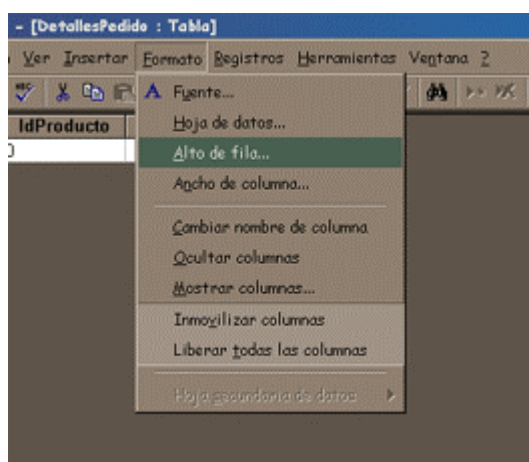 - [DetallesPedido : Tabla]
Ver Insertar Formato Registros Herramientas Ventana ?
IdProducto
Fuente...
Hoja de datos...
Alto de fila...
Ancho de columna...
Cambiar nombre de columna
Ocultar columnas
Mostrar columnas...
Inmovilizar columnas
Liberar todas las columnas
Hoja secundaria de datos